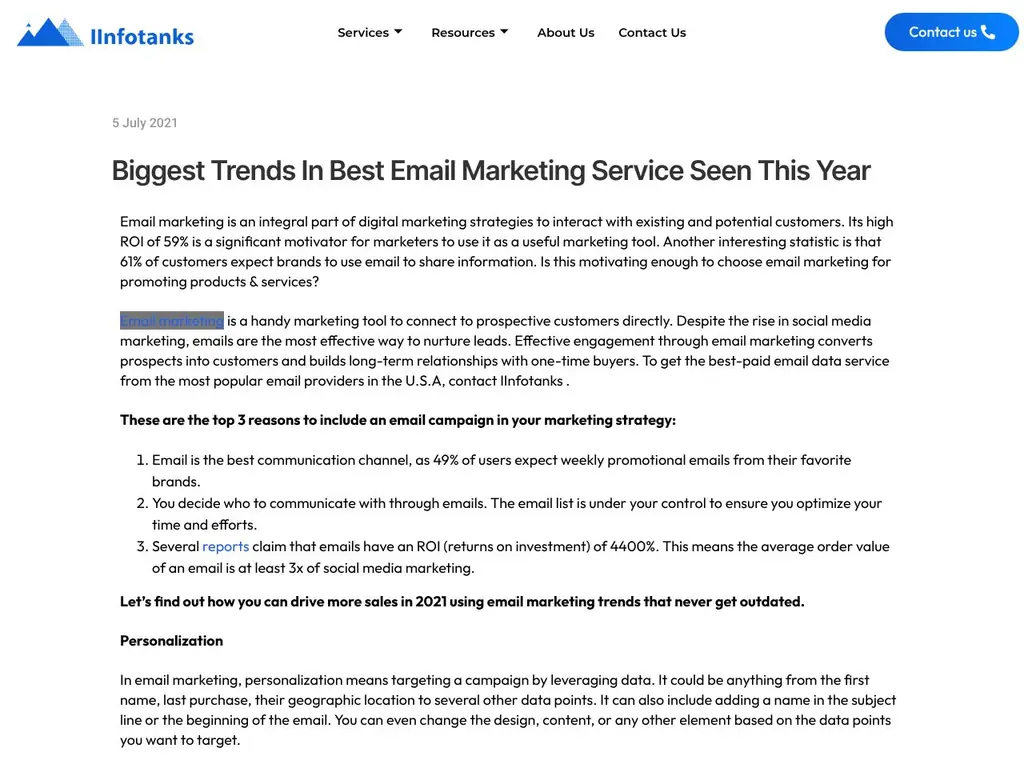 IInfotanks
Services
Resources
About Us
Contact Us
Contact us
5 July 2021
Biggest Trends In Best Email Marketing Service Seen This Year
Email marketing is an integral part of digital marketing strategies to interact with existing and potential customers. Its high
ROI of 59% is a significant motivator for marketers to use it as a useful marketing tool. Another interesting statistic is that
61% of customers expect brands to use email to share information. Is this motivating enough to choose email marketing for
promoting products & services?
Email marketing is a handy marketing tool to connect to prospective customers directly. Despite the rise in social media
marketing, emails are the most effective way to nurture leads. Effective engagement through email marketing converts
prospects into customers and builds long-term relationships with one-time buyers. To get the best-paid email data service
from the most popular email providers in the U.S.A, contact IInfotanks .
These are the top 3 reasons to include an email campaign in your marketing strategy:
1. Email is the best communication channel, as 49% of users expect weekly promotional emails from their favorite
brands.
2. You decide who to communicate with through emails. The email list is under your control to ensure you optimize your
time and efforts.
3. Several reports claim that emails have an ROI (returns on investment) of 4400%. This means the average order value
of an email is at least 3x of social media marketing.
Let's find out how you can drive more sales in 2021 using email marketing trends that never get outdated.
Personalization
In email marketing, personalization means targeting a campaign by leveraging data. It could be anything from the first
name, last purchase, their geographic location to several other data points. It can also include adding a name in the subject
line or the beginning of the email. You can even change the design, content, or any other element based on the data points
you want to target.